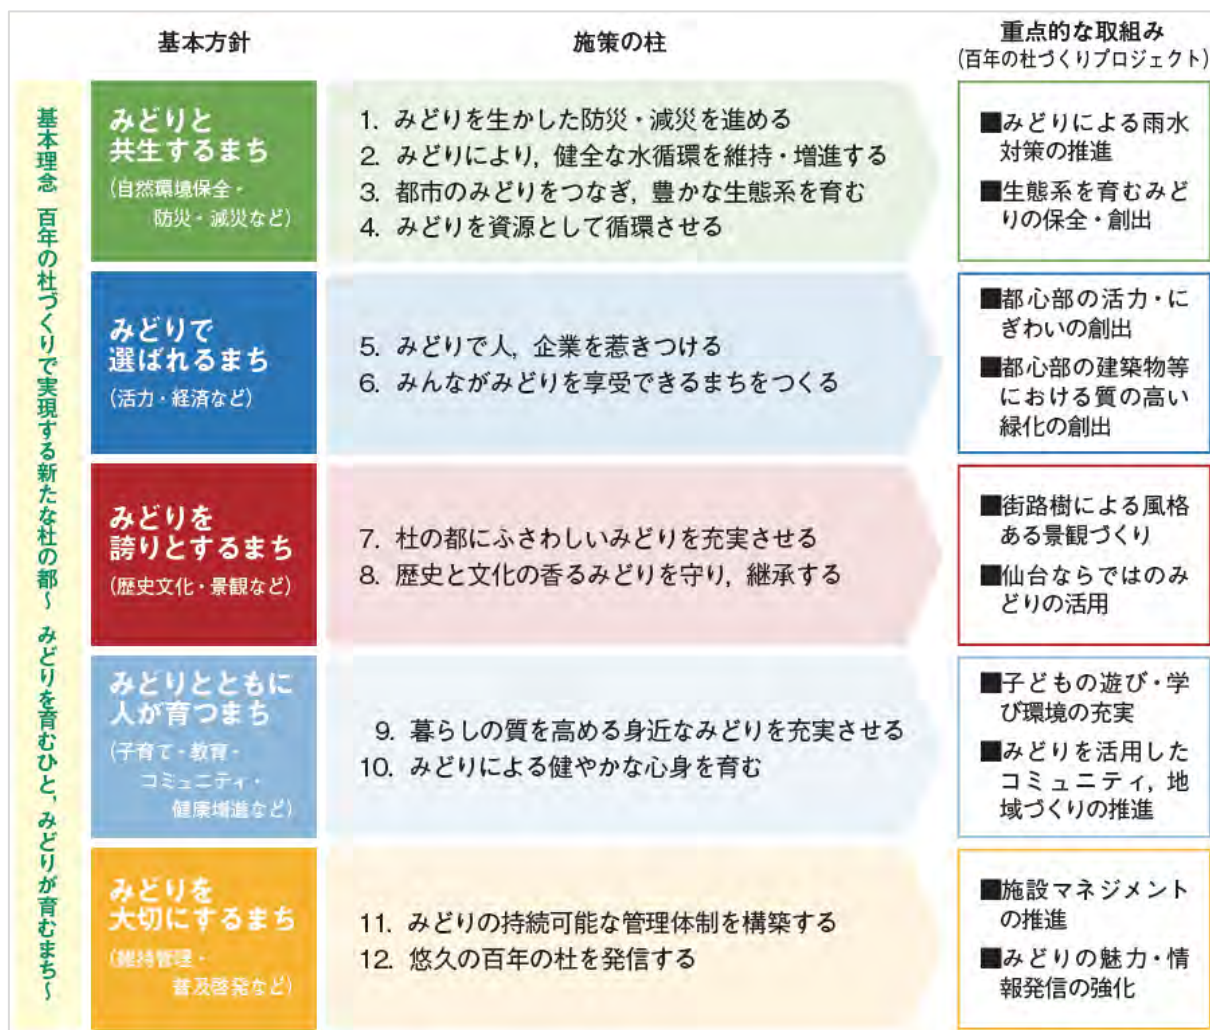 基本方針
施策の柱
重点的な取組み
(百年の杜づくりプロジェクト)
基本理念 百年の杜づくりで実現する新たな杜の都~ みどりを育むひと,みどりが育むまち~
みどりと
共生するまち
(自然環境保全・
防災・減災など)
1. みどりを生かした防災・減災を進める
2. みどりにより,健全な水循環を維持・増進する
3. 都市のみどりをつなぎ,豊かな生態系を育む
4. みどりを資源として循環させる
■みどりによる雨水
対策の推進
■生態系を育むみど
りの保全・創出
みどりで
選ばれるまち
(活力・経済など)
5. みどりで人,企業を惹きつける
6. みんながみどりを享受できるまちをつくる
■都心部の活力・に
ぎわいの創出
■都心部の建築物等
における質の高い
緑化の創出
みどりを
誇りとするまち
(歴史文化・景観など)
7. 杜の都にふさわしいみどりを充実させる
8. 歴史と文化の香るみどりを守り,継承する
■街路樹による風格
ある景観づくり
■仙台ならではのみ
どりの活用
みどりとともに
人が育つまち
(子育て・教育・
コミュニティ・
健康増進など)
9. 暮らしの質を高める身近なみどりを充実させる
10. みどりによる健やかな心身を育む
■子どもの遊び・学
び環境の充実
■みどりを活用した
コミュニティ,地
域づくりの推進
みどりを
大切にするまち
(維持管理・
普及啓発など)
11. みどりの持続可能な管理体制を構築する
12. 悠久の百年の杜を発信する
■施設マネジメント
の推進
■みどりの魅力・情
報発信の強化